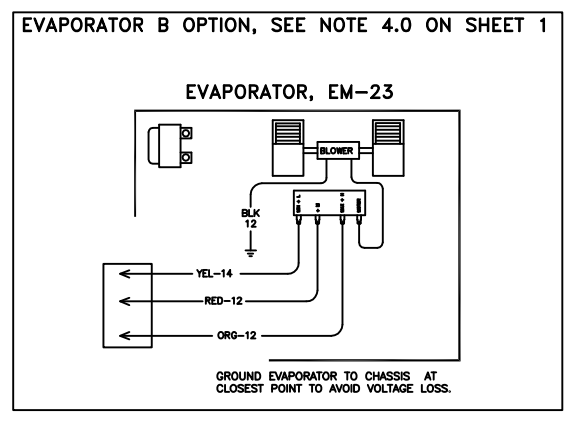 EVAPORATOR B OPTION, SEE NOTE 4.0 ON SHEET 1
EVAPORATOR, EM-23
BLOWER
BLK
12
YEL-14
RED-12
ORG-12
GROUND EVAPORATOR TO CHASSIS AT
CLOSEST POINT TO AVOID VOLTAGE LOSS.